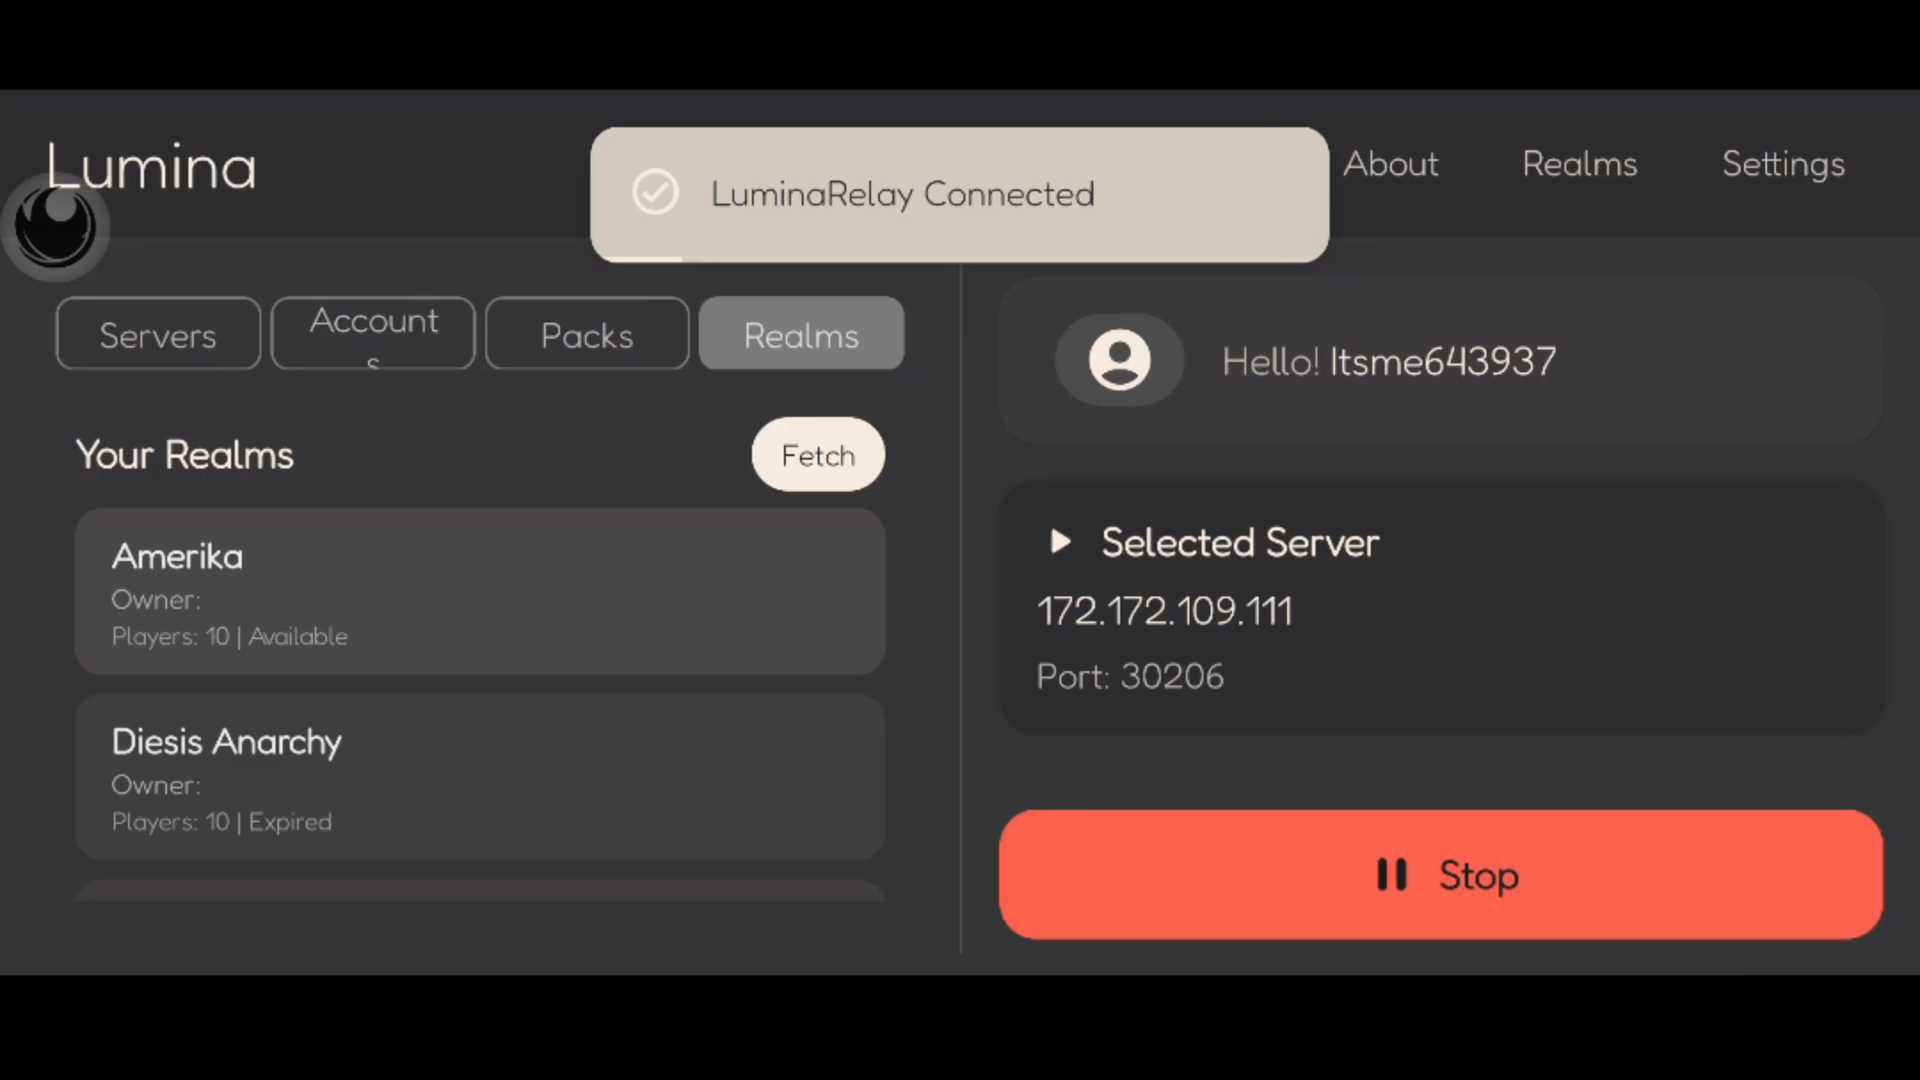 Lumina
LuminaRelay Connected
About
Realms
Settings
Servers
Account
s
Packs
Realms
Your Realms
Fetch
Amerika
Owner:
Players: 10 | Available
Diesis Anarchy
Owner:
Players: 10 | Expired
Hello! Itsme643937
Selected Server
172.172.109.111
Port: 30206
Stop